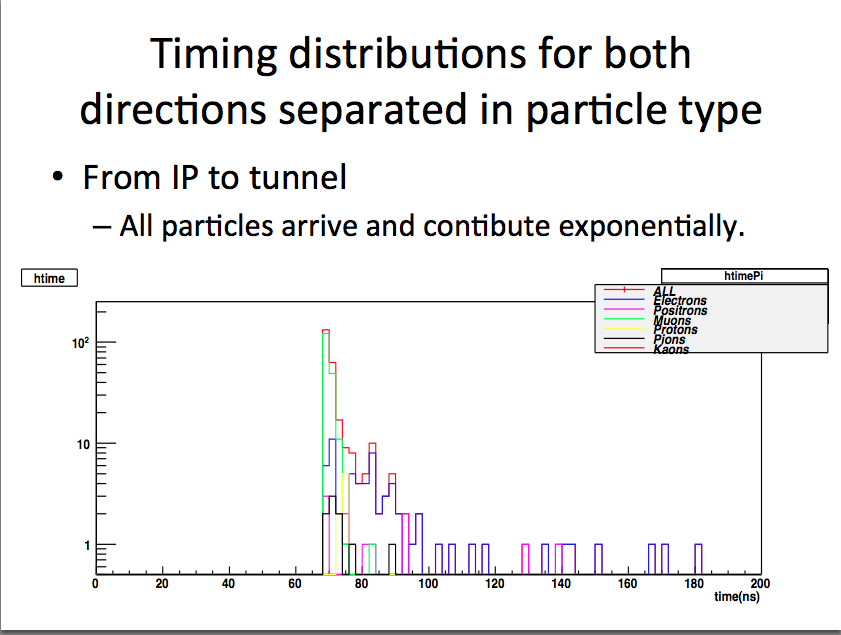 Timing distributions for both
directions separated in particle type
• From IP to tunnel
– All particles arrive and contibute exponentially.
htime
htimePi
ALL
Electrons
Positrons
Muons
Protons
Pions
Kaons
10²
10
1
0 20 40 60 80 100 120 140 160 180 200
time(ns)